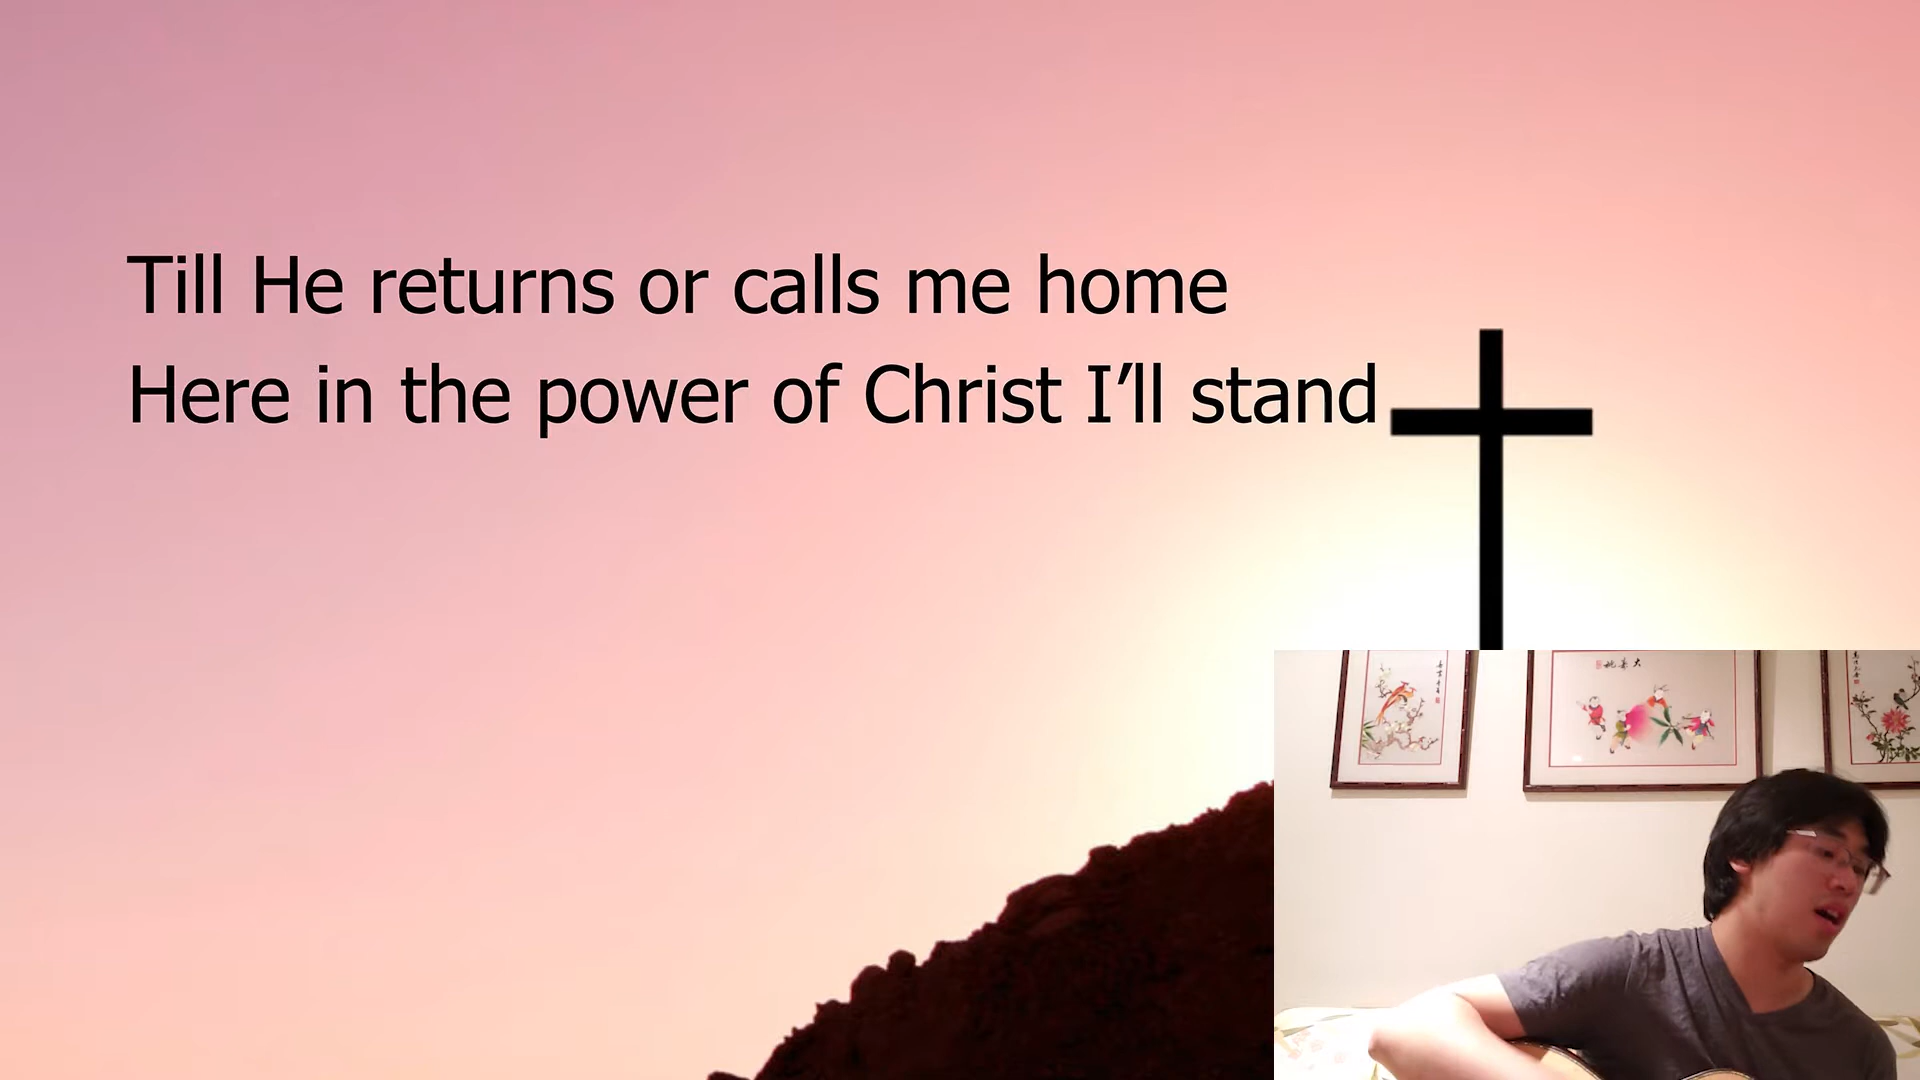 Till He returns or calls me home
Here in the power of Christ I’ll stand